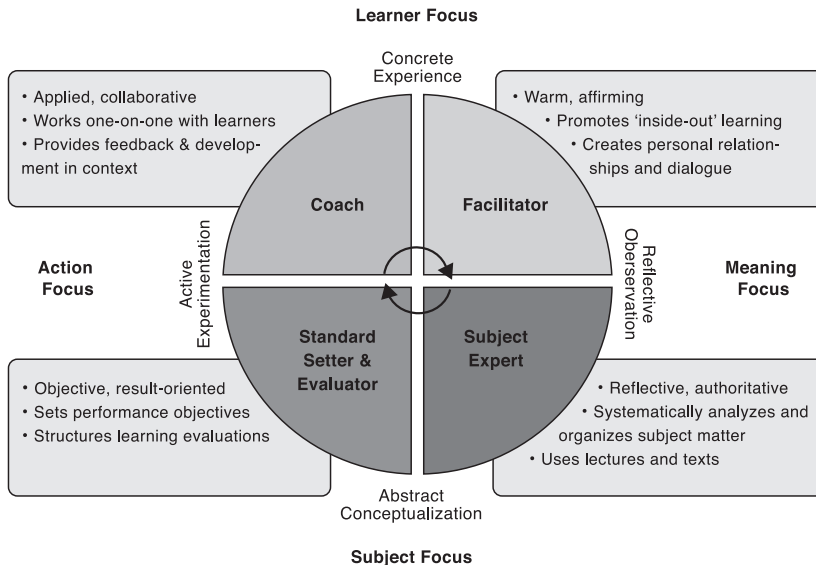 Learner Focus
Concrete
Experience
• Applied, collaborative
• Works one-on-one with learners
• Provides feedback & develop-
ment in context
• Warm, affirming
• Promotes ‘inside-out’ learning
• Creates personal relation-
ships and dialogue
Coach
Facilitator
Action
Focus
Active
Experimentation
Reflective
Oberservation
Meaning
Focus
Standard
Setter &
Evaluator
Subject
Expert
• Objective, result-oriented
• Sets performance objectives
• Structures learning evaluations
• Reflective, authoritative
• Systematically analyzes and
organizes subject matter
• Uses lectures and texts
Abstract
Conceptualization
Subject Focus